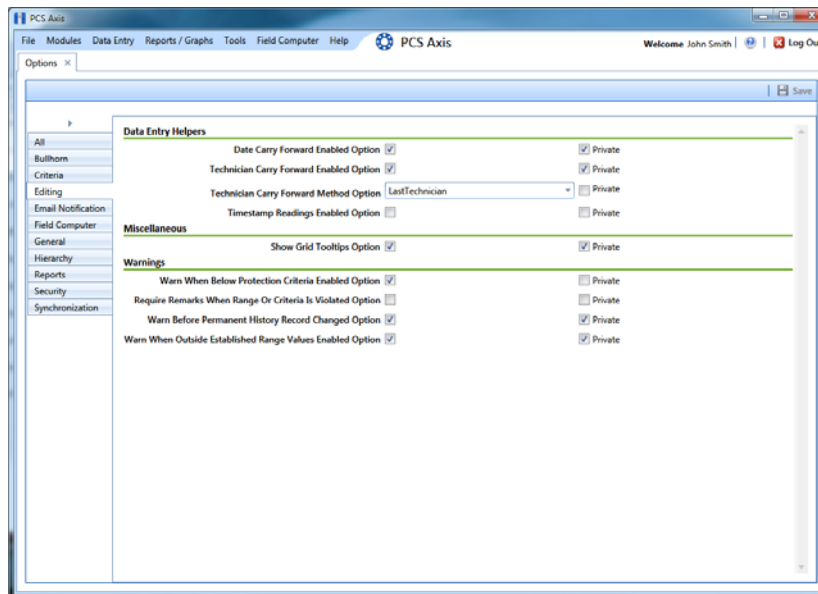 PCS Axis
File Modules Data Entry Reports / Graphs Tools Field Computer Help PCS Axis Welcome John Smith Log Ou
Options
Save
Data Entry Helpers
All
Bullhorn
Criteria
Editing
Email Notification
Field Computer
General
Hierarchy
Reports
Security
Synchronization
Date Carry Forward Enabled Option Private
Technician Carry Forward Enabled Option Private
Technician Carry Forward Method Option LastTechnician Private
Timestamp Readings Enabled Option Private
Miscellaneous
Show Grid Tooltips Option Private
Warnings
Warn When Below Protection Criteria Enabled Option Private
Require Remarks When Range Or Criteria Is Violated Option Private
Warn Before Permanent History Record Changed Option Private
Warn When Outside Established Range Values Enabled Option Private